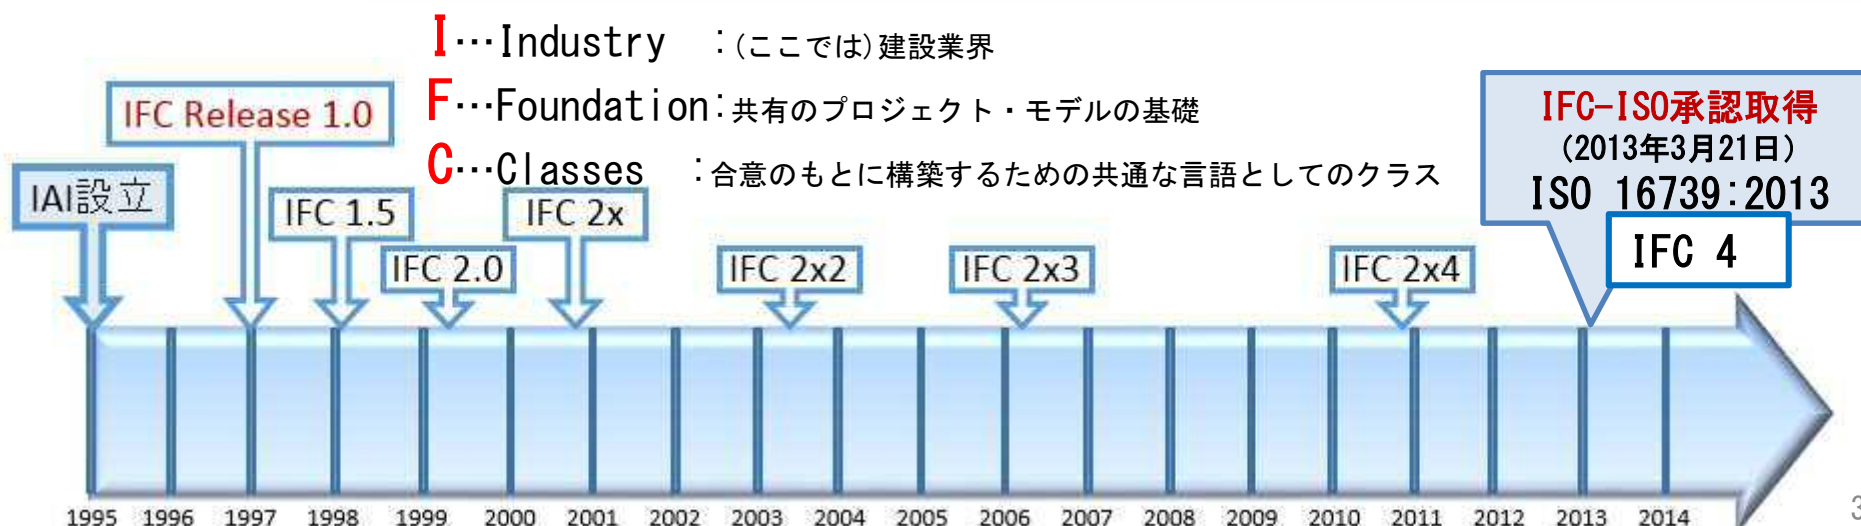 I…Industry :(ここでは)建設業界
F…Foundation:共有のプロジェクト・モデルの基礎
C…Classes :合意のもとに構築するための共通な言語としてのクラス
IFC-ISO承認取得
(2013年3月21日)
ISO 16739:2013
IFC 4
IAI設立
IFC Release 1.0
IFC 1.5
IFC 2.0
IFC 2x
IFC 2x2
IFC 2x3
IFC 2x4
1995 1996 1997 1998 1999 2000 2001 2002 2003 2004 2005 2006 2007 2008 2009 2010 2011 2012 2013 2014
3